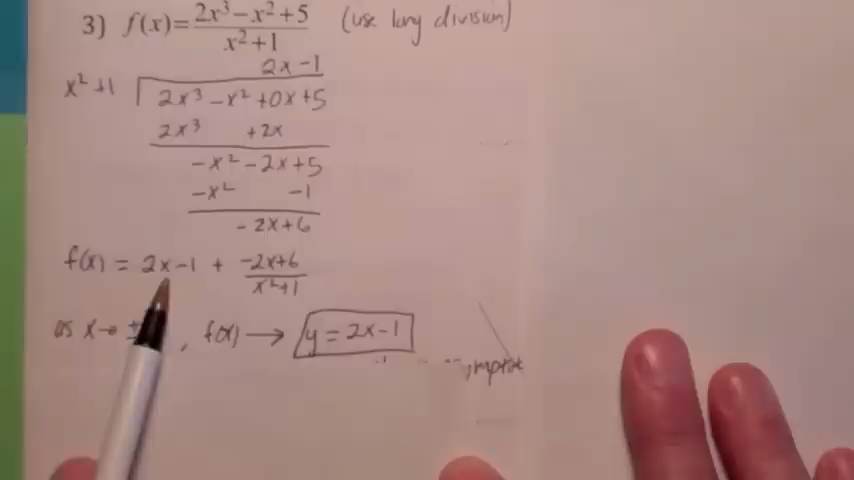 3) f(x) = (2x³ − x² + 5)/(x² + 1) (use long division)
2x −1
x² +1 2x³ − x² + 0x + 5
2x³ +2x
−x² − 2x + 5
−x² −1
−2x + 6
f(x) = 2x − 1 + (−2x+6)/(x²+1)
as x → ± , f(x) → y = 2x − 1